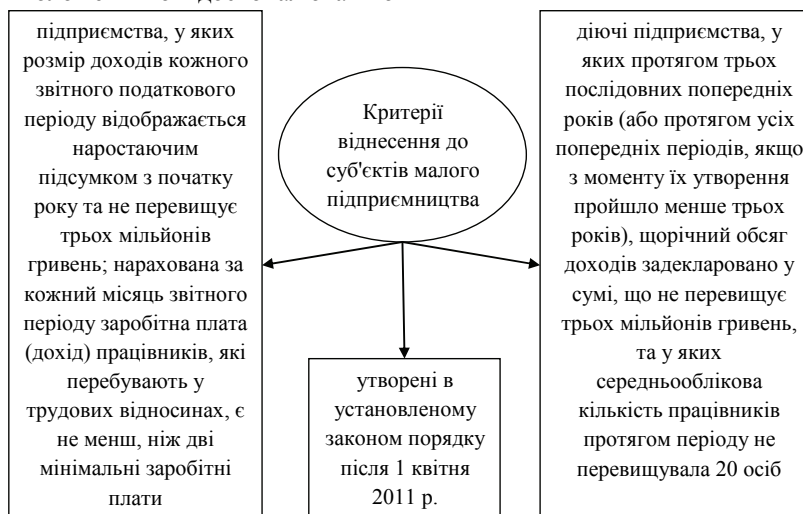 підприємства, у яких
розмір доходів кожного
звітного податкового
періоду відображається
наростаючим
підсумком з початку
року та не перевищує
трьох мільйонів
гривень; нарахована за
кожний місяць звітного
періоду заробітна плата
(дохід) працівників, які
перебувають у
трудових відносинах, є
не менш, ніж дві
мінімальні заробітні
плати
Критерії
віднесення до
суб'єктів малого
підприємництва
утворені в
установленому
законом порядку
після 1 квітня
2011 р.
діючі підприємства, у
яких протягом трьох
послідовних попередніх
років (або протягом усіх
попередніх періодів, якщо
з моменту їх утворення
пройшло менше трьох
років), щорічний обсяг
доходів задекларовано у
сумі, що не перевищує
трьох мільйонів гривень,
та у яких
середньооблікова
кількість працівників
протягом періоду не
перевищувала 20 осіб